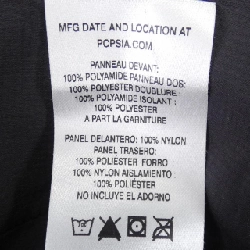 MFG DATE AND LOCATION AT
PCPSIA.COM.
PANNEAU DEVANT:
100% POLYAMIDE PANNEAU DOS:
100% POLYESTER DOUBLURE:
100% POLYAMIDE ISOLANT :
100% POLYESTER
A PART LA GARNITURE
PANEL DELANTERO: 100% NYLON
PANEL TRASERO:
100% POLIÉSTER FORRO
100% NYLON AISLAMIENTO :
100% POLIÉSTER
NO INCLUYE EL ADORNO